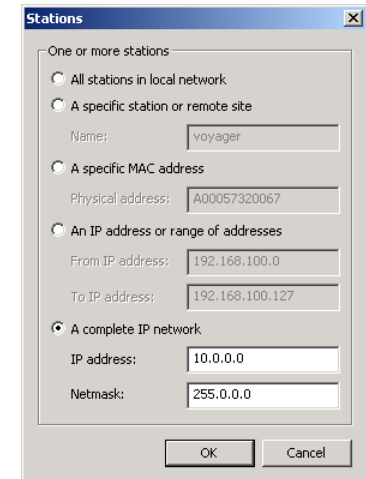 Stations
One or more stations
All stations in local network
A specific station or remote site
Name: voyager
A specific MAC address
Physical address: A00057320067
An IP address or range of addresses
From IP address: 192.168.100.0
To IP address: 192.168.100.127
A complete IP network
IP address: 10.0.0.0
Netmask: 255.0.0.0
OK Cancel